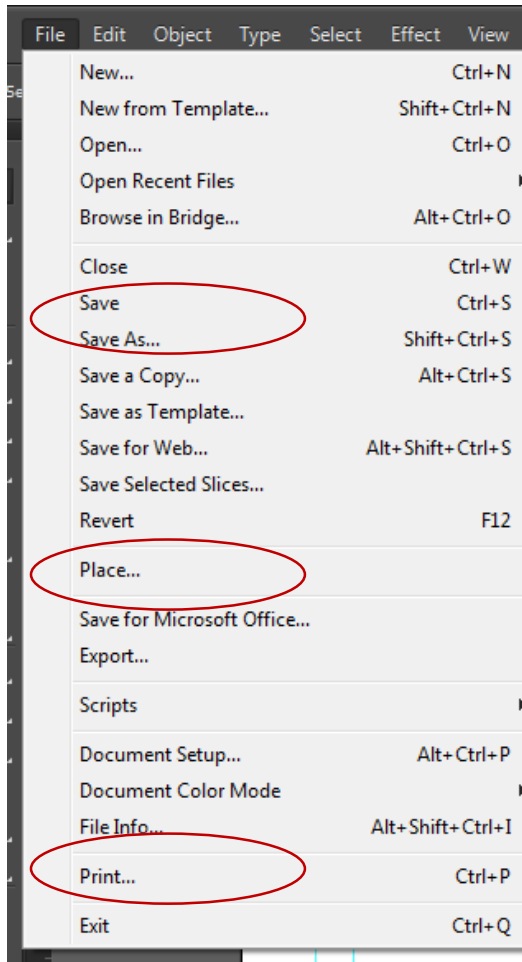 File Edit Object Type Select Effect View
Se
New... Ctrl+N
New from Template... Shift+Ctrl+N
Open... Ctrl+O
Open Recent Files
Browse in Bridge... Alt+Ctrl+O
Close Ctrl+W
Save Ctrl+S
Save As... Shift+Ctrl+S
Save a Copy... Alt+Ctrl+S
Save as Template...
Save for Web... Alt+Shift+Ctrl+S
Save Selected Slices...
Revert F12
Place...
Save for Microsoft Office...
Export...
Scripts
Document Setup... Alt+Ctrl+P
Document Color Mode
File Info... Alt+Shift+Ctrl+I
Print... Ctrl+P
Exit Ctrl+Q